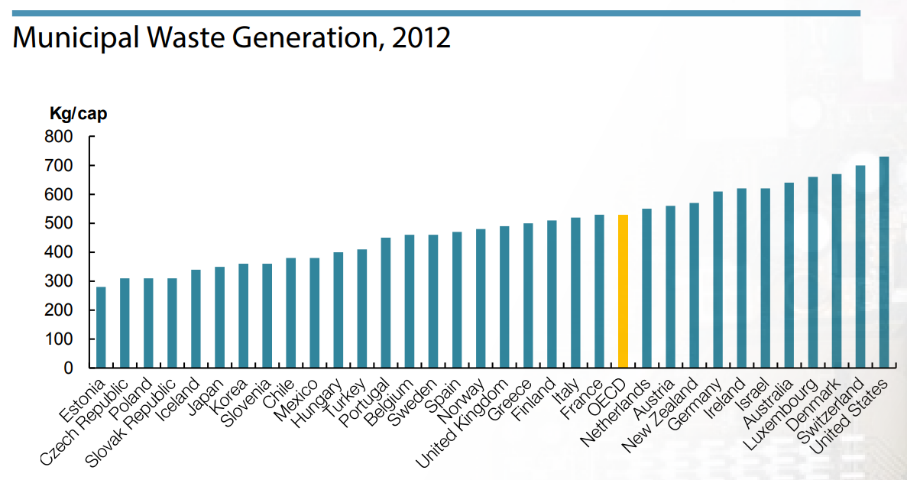 Municipal Waste Generation, 2012
Kg/cap
800
700
600
500
400
300
200
100
0
Estonia
Czech Republic
Poland
Slovak Republic
Iceland
Japan
Korea
Slovenia
Chile
Mexico
Hungary
Turkey
Portugal
Belgium
Sweden
Spain
Norway
United Kingdom
Greece
Finland
Italy
France
OECD
Netherlands
Austria
New Zealand
Germany
Ireland
Israel
Australia
Luxembourg
Denmark
Switzerland
United States